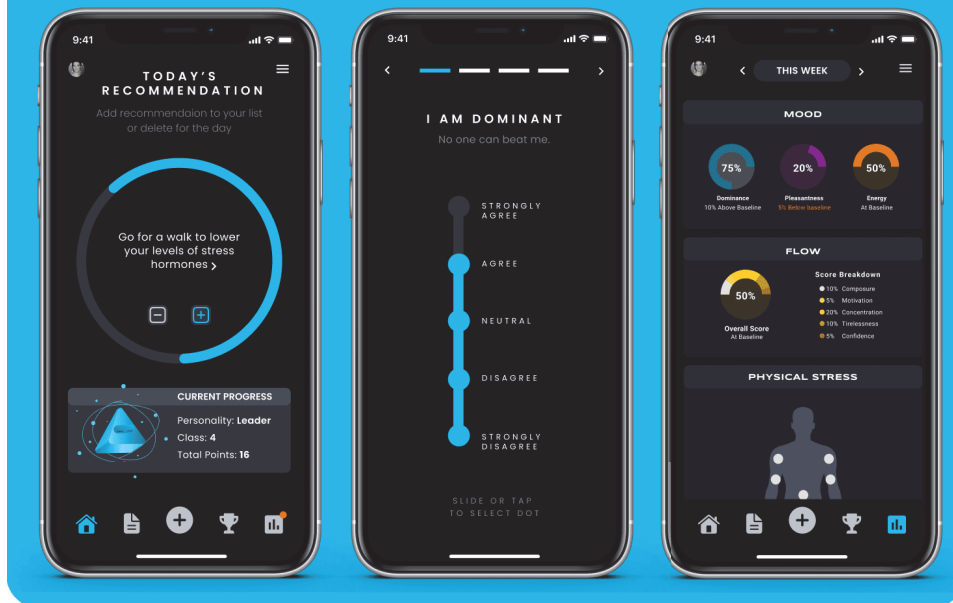 9:41
TODAY'S
RECOMMENDATION
Add recommendaion to your list
or delete for the day
Go for a walk to lower
your levels of stress
hormones >
CURRENT PROGRESS
Personality: Leader
Class: 4
Total Points: 16
9:41
I AM DOMINANT
No one can beat me.
STRONGLY
AGREE
AGREE
NEUTRAL
DISAGREE
STRONGLY
DISAGREE
SLIDE OR TAP
TO SELECT DOT
9:41
< THIS WEEK >
MOOD
75%
Dominance
10% Above Baseline
20%
Pleasantness
5% Below baseline
50%
Energy
At Baseline
FLOW
50%
Overall Score
At Baseline
Score Breakdown
10% Composure
5% Motivation
20% Concentration
10% Tirelessness
5% Confidence
PHYSICAL STRESS